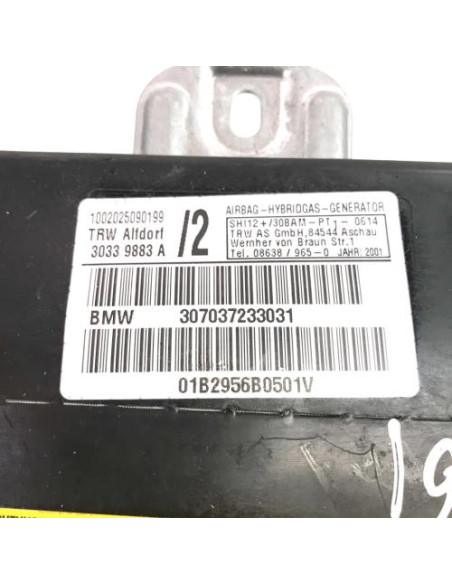 1002025090199
TRW Alfdorf
3033 9883 A
/2
AIRBAG-HYBRIDGAS-GENERATOR
SHI12+/30BAM-PT1-0614
TRW AS GmbH, 84544 Aschau
Wernher von Braun Str.1
Tel. 08638/965-0 JAHR: 2001
BMW 307037233031
01B2956B0501V